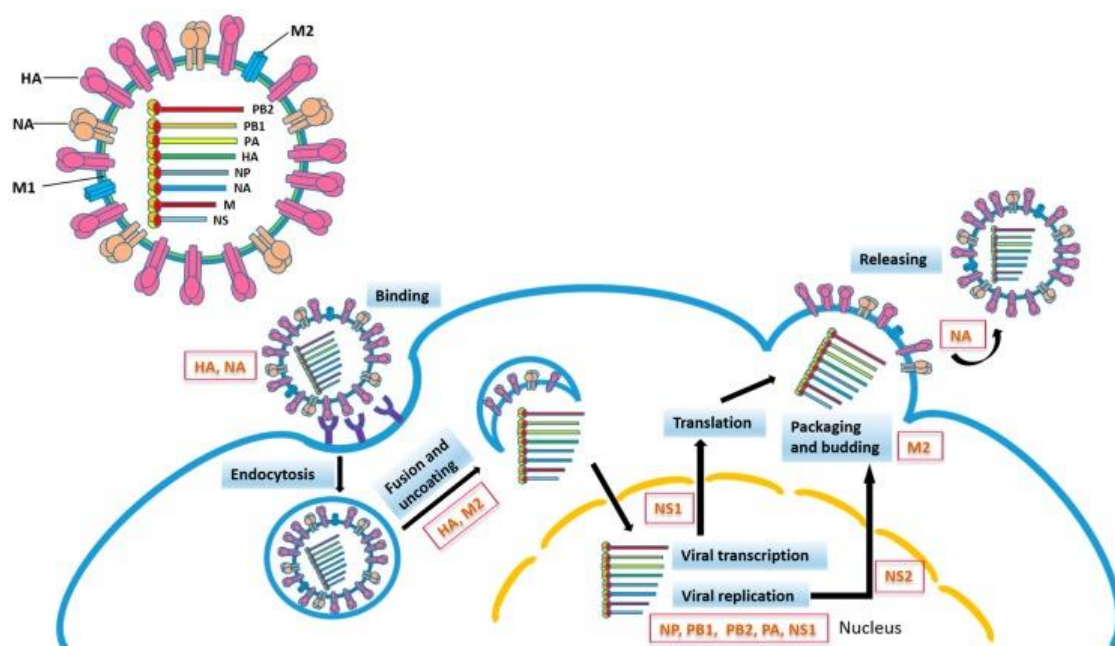 M2
HA
NA
M1
PB2
PB1
PA
HA
NP
NA
M
NS
Binding
HA, NA
Endocytosis
Fusion and
uncoating
HA, M2
Viral transcription
Viral replication
NP, PB1, PB2, PA, NS1
Nucleus
NS1
Translation
NS2
Packaging
and budding
M2
Releasing
NA